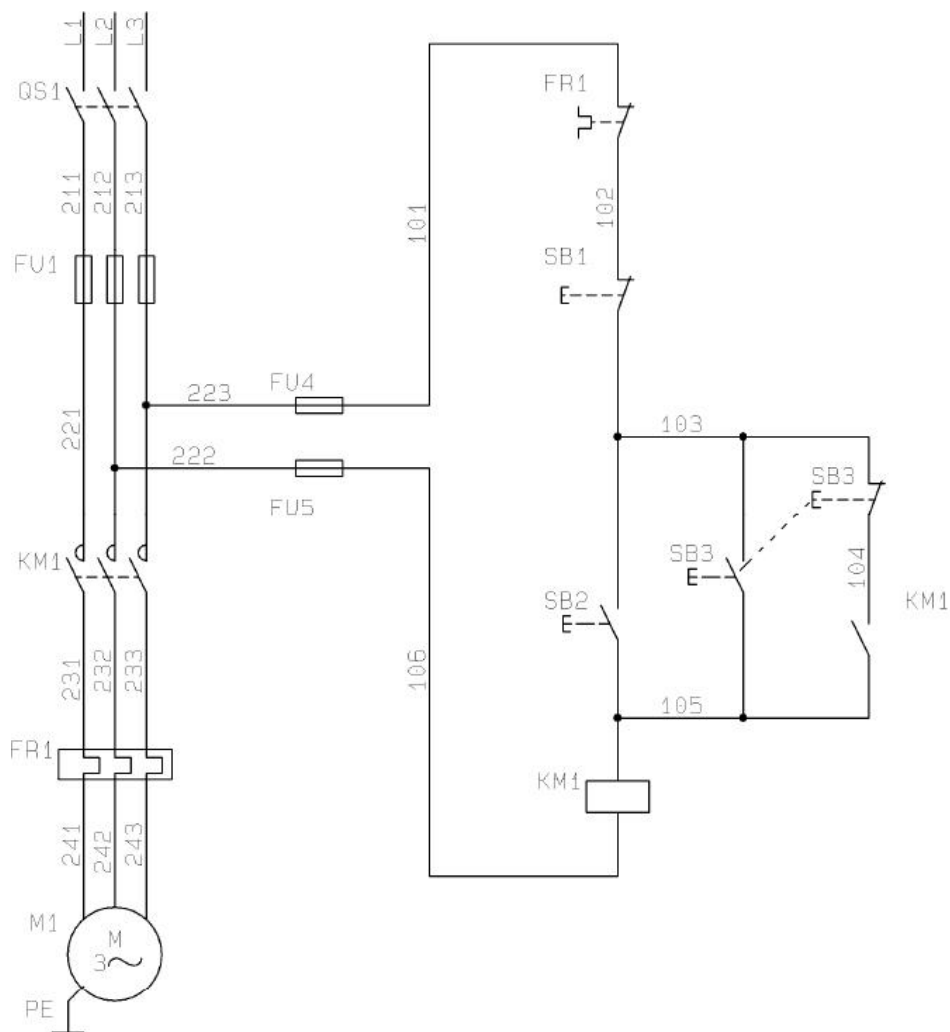 L1 L2 L3
QS1
FR1
211 212 213
101
102
FU1
SB1
223
FU4
221
103
222
FU5
SB3
KM1
SB3
104
SB2
KM1
231 232 233
106
105
FR1
KM1
241 242 243
M1
M
3
PE